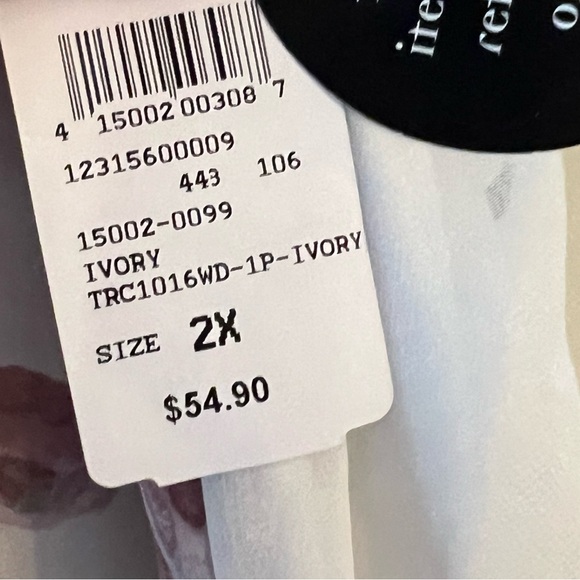 4 15002 00308 7
12315600009
443 106
15002-0099
IVORY
TRC1016WD-1P-IVORY
SIZE 2X
$54.90